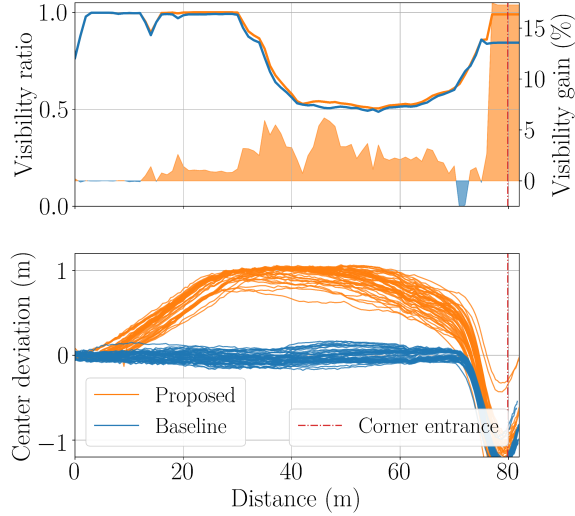 1.0
0.5
0.0
Visibility ratio
15
10
5
0
Visibility gain (%)
1
0
−1
Center deviation (m)
Proposed
Baseline
Corner entrance
0
20
40
60
80
Distance (m)